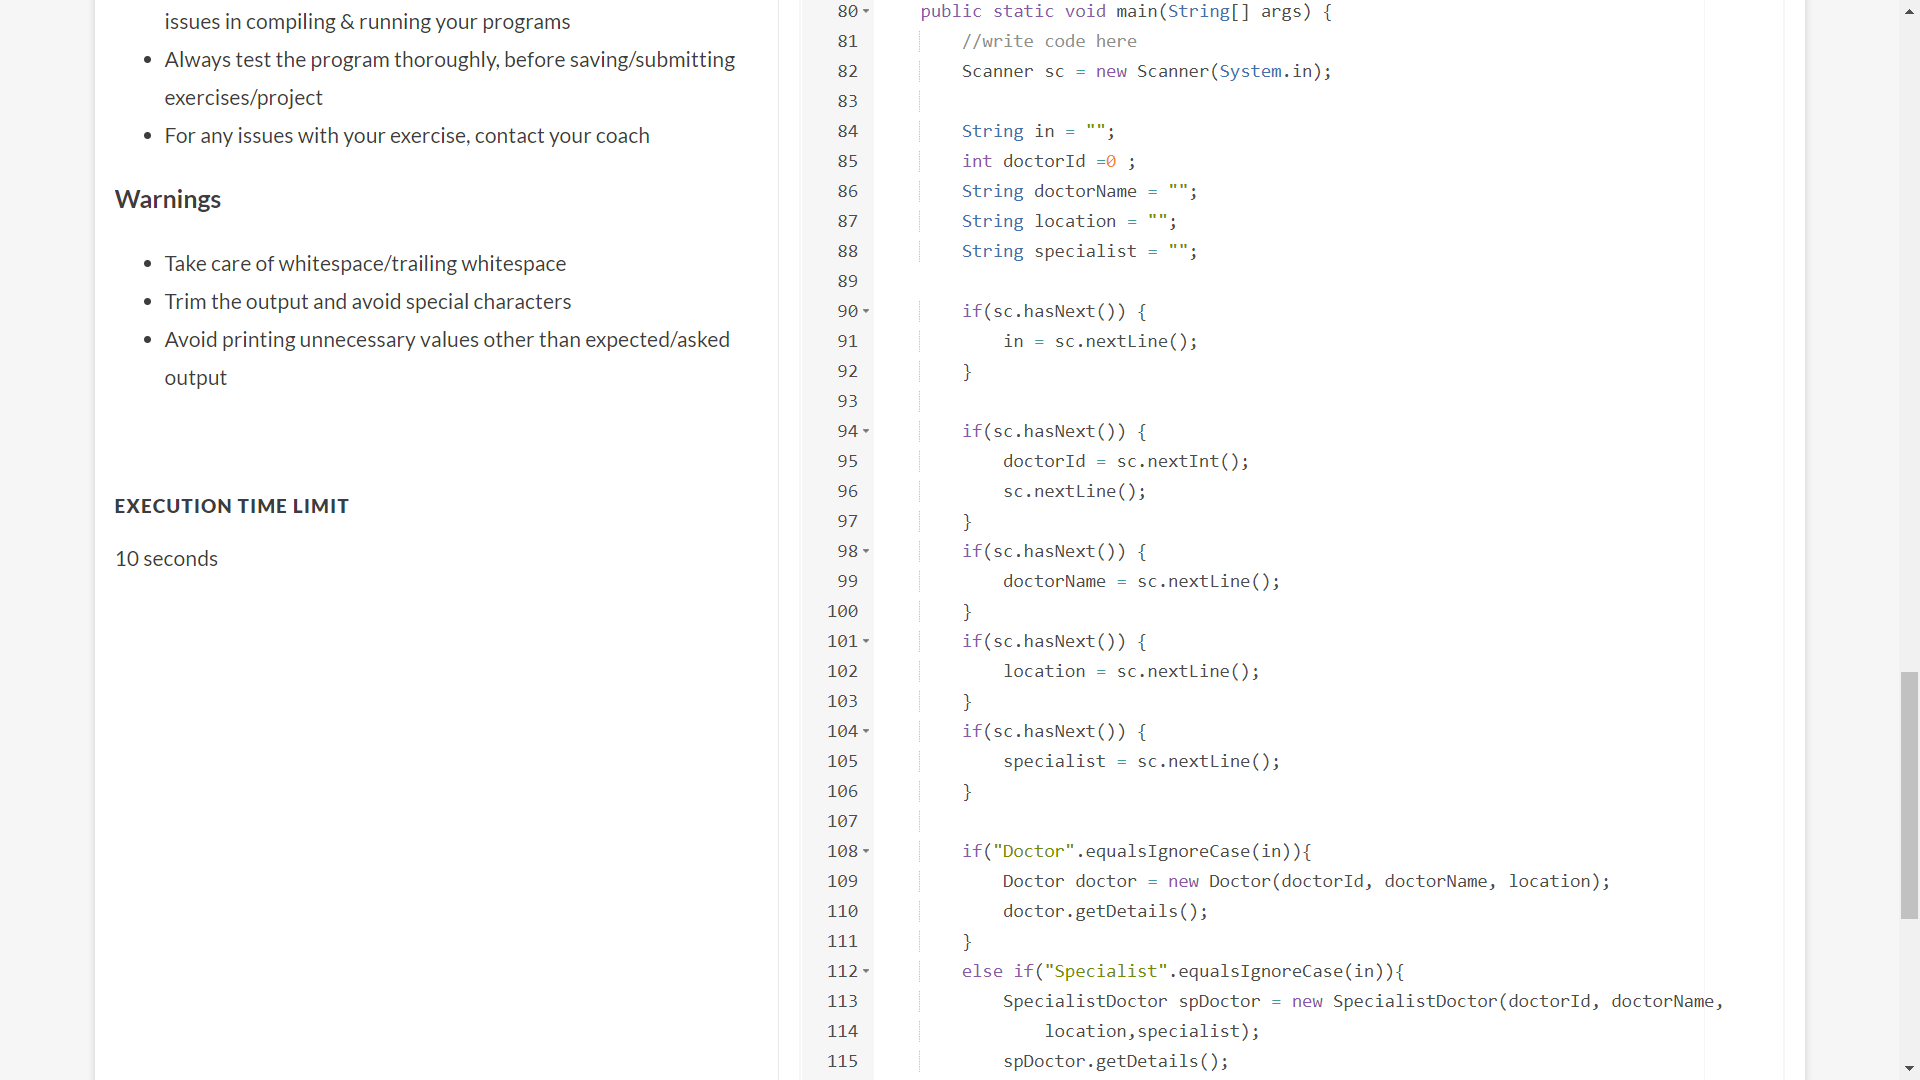 issues in compiling & running your programs
• Always test the program thoroughly, before saving/submitting
exercises/project
• For any issues with your exercise, contact your coach
Warnings
• Take care of whitespace/trailing whitespace
• Trim the output and avoid special characters
• Avoid printing unnecessary values other than expected/asked
output
EXECUTION TIME LIMIT
10 seconds
80 public static void main(String[] args) {
81 //write code here
82 Scanner sc = new Scanner(System.in);
83
84 String in = "";
85 int doctorId =0 ;
86 String doctorName = "";
87 String location = "";
88 String specialist = "";
89
90 if(sc.hasNext()) {
91 in = sc.nextLine();
92 }
93
94 if(sc.hasNext()) {
95 doctorId = sc.nextInt();
96 sc.nextLine();
97 }
98 if(sc.hasNext()) {
99 doctorName = sc.nextLine();
100 }
101 if(sc.hasNext()) {
102 location = sc.nextLine();
103 }
104 if(sc.hasNext()) {
105 specialist = sc.nextLine();
106 }
107
108 if("Doctor".equalsIgnoreCase(in)){
109 Doctor doctor = new Doctor(doctorId, doctorName, location);
110 doctor.getDetails();
111 }
112 else if("Specialist".equalsIgnoreCase(in)){
113 SpecialistDoctor spDoctor = new SpecialistDoctor(doctorId, doctorName,
114 location,specialist);
115 spDoctor.getDetails();